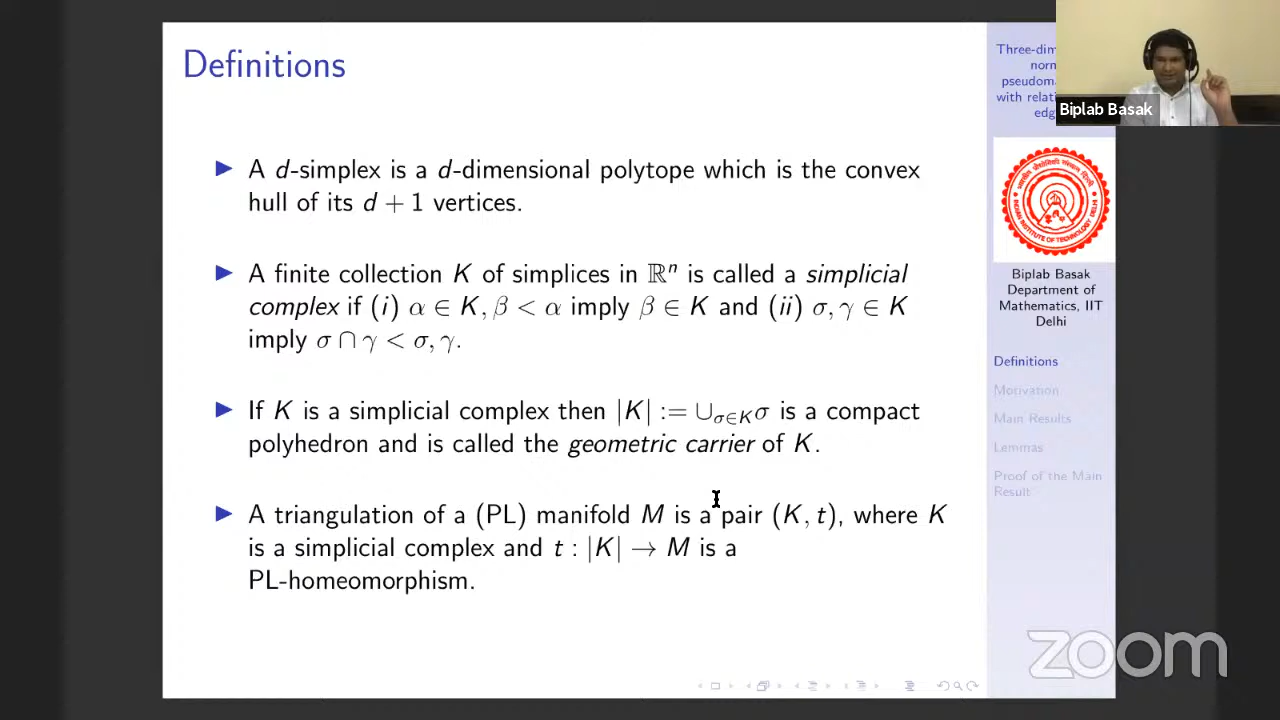 Definitions
▶ A d-simplex is a d-dimensional polytope which is the convex
hull of its d + 1 vertices.
▶ A finite collection K of simplices in ℝⁿ is called a simplicial
complex if (i) α ∈ K, β < α imply β ∈ K and (ii) σ, γ ∈ K
imply σ ∩ γ < σ, γ.
▶ If K is a simplicial complex then |K| := ∪_{σ∈K}σ is a compact
polyhedron and is called the geometric carrier of K.
▶ A triangulation of a (PL) manifold M is a pair (K, t), where K
is a simplicial complex and t : |K| → M is a
PL-homeomorphism.
with
Biplab Basak
Biplab Basak
Department of
Mathematics, IIT
Delhi
Definitions
Motivation
Main Results
Lemmas
Proof of the Main
Result
zoom